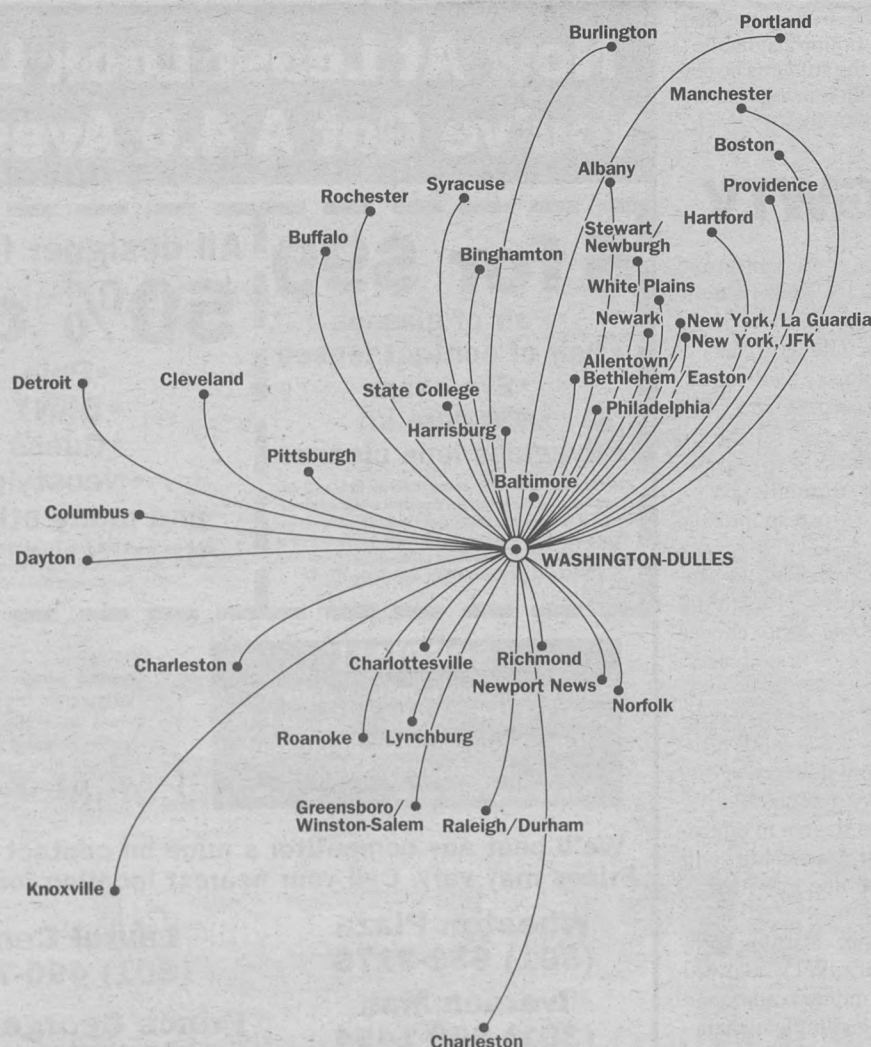 Portland
Burlington
Manchester
Boston
Albany
Providence
Syracuse
Rochester
Hartford
Stewart/
Newburgh
Buffalo
Binghamton
White Plains
Newark
New York, La Guardia
New York, JFK
Allentown/
Bethlehem/Easton
Detroit
Cleveland
State College
Philadelphia
Harrisburg
Pittsburgh
Baltimore
Columbus
Dayton
WASHINGTON-DULLES
Charleston
Charlottesville
Richmond
Newport News
Norfolk
Roanoke
Lynchburg
Greensboro/
Winston-Salem
Raleigh/Durham
Knoxville
Charleston